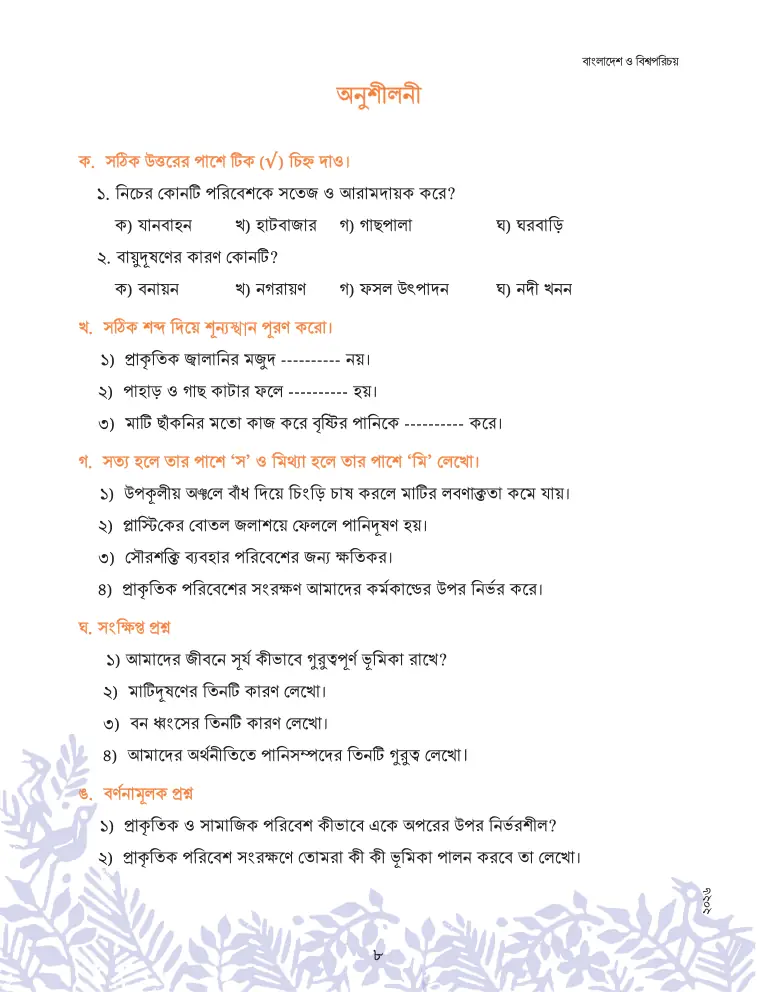 বাংলাদেশ ও বিশ্বপরিচয়
অনুশীলনী
ক. সঠিক উত্তরের পাশে টিক (√) চিহ্ন দাও।
১. নিচের কোনটি পরিবেশকে সতেজ ও আরামদায়ক করে?
ক) যানবাহন খ) হাটবাজার গ) গাছপালা ঘ) ঘরবাড়ি
২. বায়ুদূষণের কারণ কোনটি?
ক) বনায়ন খ) নগরায়ণ গ) ফসল উৎপাদন ঘ) নদী খনন
খ. সঠিক শব্দ দিয়ে শূন্যস্থান পূরণ করো।
১) প্রাকৃতিক জ্বালানির মজুদ ---------- নয়।
২) পাহাড় ও গাছ কাটার ফলে ---------- হয়।
৩) মাটি ছাঁকনির মতো কাজ করে বৃষ্টির পানিকে ---------- করে।
গ. সত্য হলে তার পাশে ‘স’ ও মিথ্যা হলে তার পাশে ‘মি’ লেখো।
১) উপকূলীয় অঞ্চলে বাঁধ দিয়ে চিংড়ি চাষ করলে মাটির লবণাক্ততা কমে যায়।
২) প্লাস্টিকের বোতল জলাশয়ে ফেললে পানিদূষণ হয়।
৩) সৌরশক্তি ব্যবহার পরিবেশের জন্য ক্ষতিকর।
৪) প্রাকৃতিক পরিবেশের সংরক্ষণ আমাদের কর্মকাণ্ডের উপর নির্ভর করে।
ঘ. সংক্ষিপ্ত প্রশ্ন
১) আমাদের জীবনে সূর্য কীভাবে গুরুত্বপূর্ণ ভূমিকা রাখে?
২) মাটিদূষণের তিনটি কারণ লেখো।
৩) বন ধ্বংসের তিনটি কারণ লেখো।
৪) আমাদের অর্থনীতিতে পানিসম্পদের তিনটি গুরুত্ব লেখো।
ঙ. বর্ণনামূলক প্রশ্ন
১) প্রাকৃতিক ও সামাজিক পরিবেশ কীভাবে একে অপরের উপর নির্ভরশীল?
২) প্রাকৃতিক পরিবেশ সংরক্ষণে তোমরা কী কী ভূমিকা পালন করবে তা লেখো।
২০২৬
৮